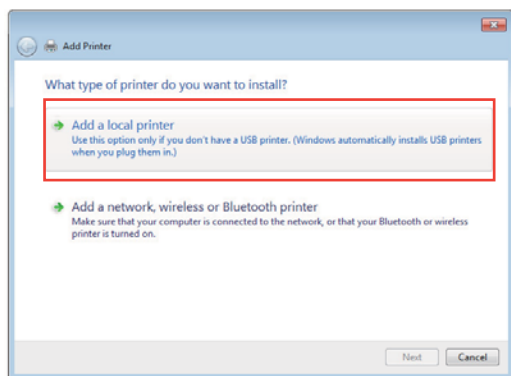 Add Printer
What type of printer do you want to install?
Add a local printer
Use this option only if you don't have a USB printer. (Windows automatically installs USB printers
when you plug them in.)
Add a network, wireless or Bluetooth printer
Make sure that your computer is connected to the network, or that your Bluetooth or wireless
printer is turned on.
Next
Cancel